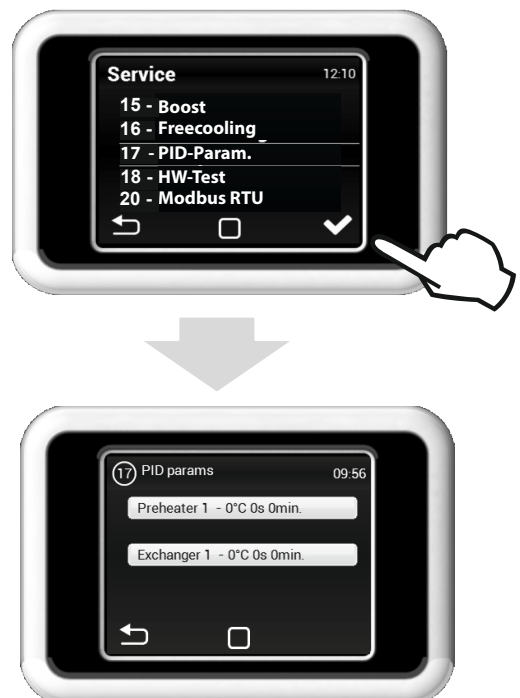 Service 12:10
15 - Boost
16 - Freecooling
17 - PID-Param.
18 - HW-Test
20 - Modbus RTU
17 PID params 09:56
Preheater 1 - 0°C 0s 0min.
Exchanger 1 - 0°C 0s 0min.